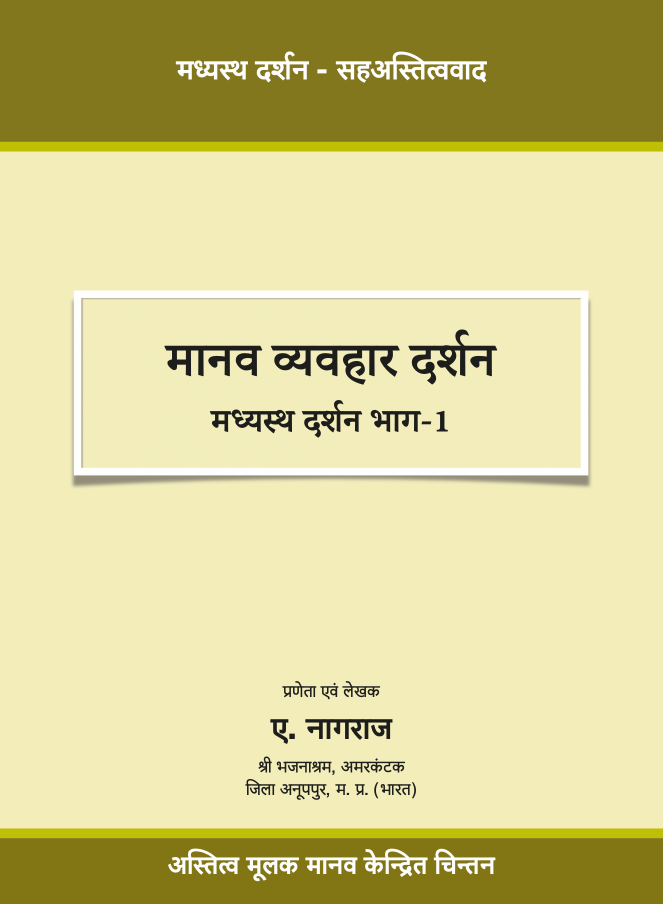 मध्यस्थ दर्शन - सहअस्तित्ववाद
मानव व्यवहार दर्शन
मध्यस्थ दर्शन भाग-1
प्रणेता एवं लेखक
ए. नागराज
श्री भजनाश्रम, अमरकंटक
जिला अनूपपुर, म. प्र. (भारत)
अस्तित्व मूलक मानव केन्द्रित चिन्तन